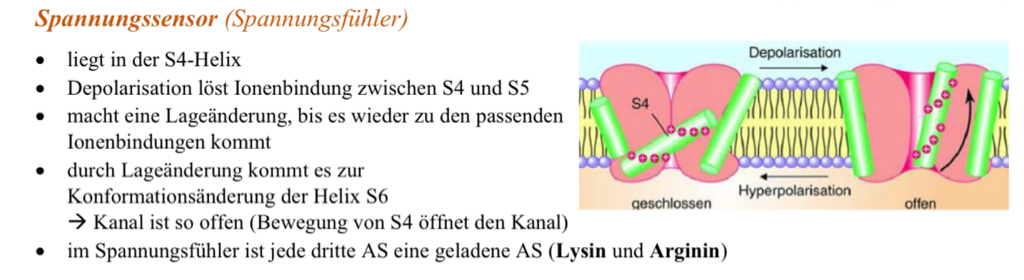 Spannungssensor (Spannungsfühler)
• liegt in der S4-Helix
• Depolarisation löst Ionenbindung zwischen S4 und S5
• macht eine Lageänderung, bis es wieder zu den passenden
Ionenbindungen kommt
• durch Lageänderung kommt es zur
Konformationsänderung der Helix S6
→ Kanal ist so offen (Bewegung von S4 öffnet den Kanal)
• im Spannungsfühler ist jede dritte AS eine geladene AS (Lysin und Arginin)
Depolarisation
S4
Hyperpolarisation
geschlossen
offen